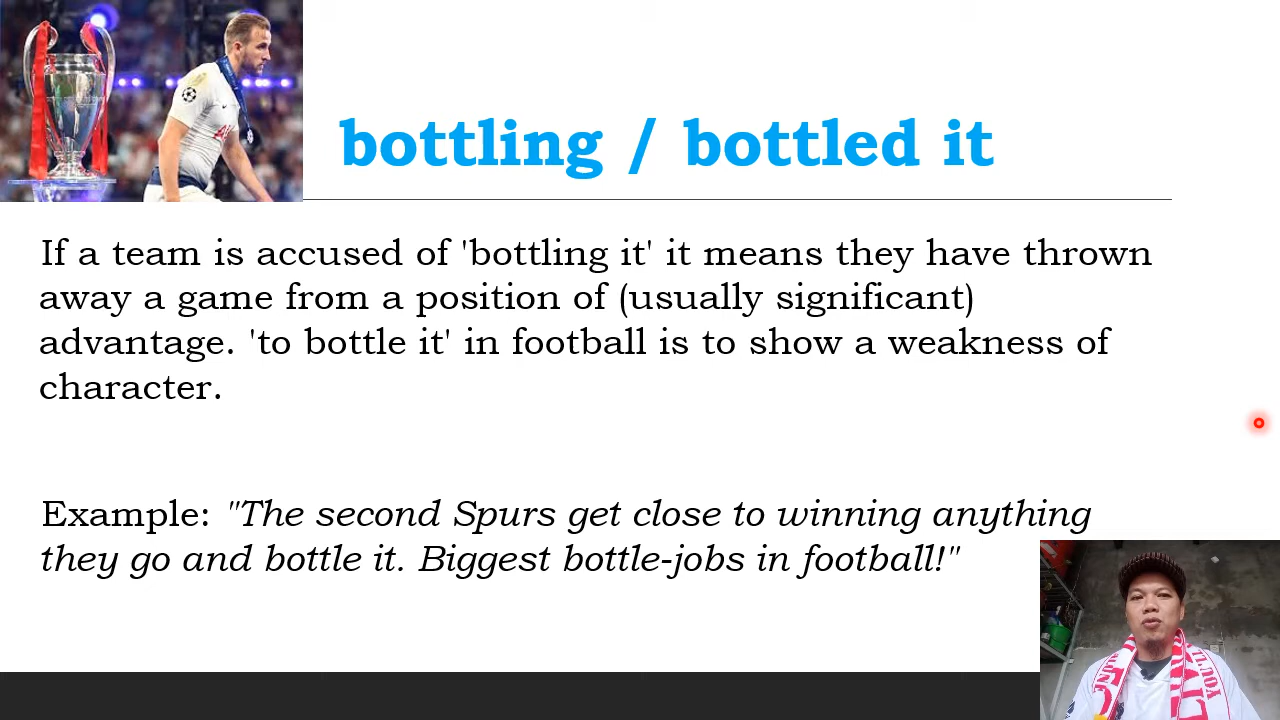 bottling / bottled it
If a team is accused of 'bottling it' it means they have thrown
away a game from a position of (usually significant)
advantage. 'to bottle it' in football is to show a weakness of
character.
Example: "The second Spurs get close to winning anything
they go and bottle it. Biggest bottle-jobs in football!"